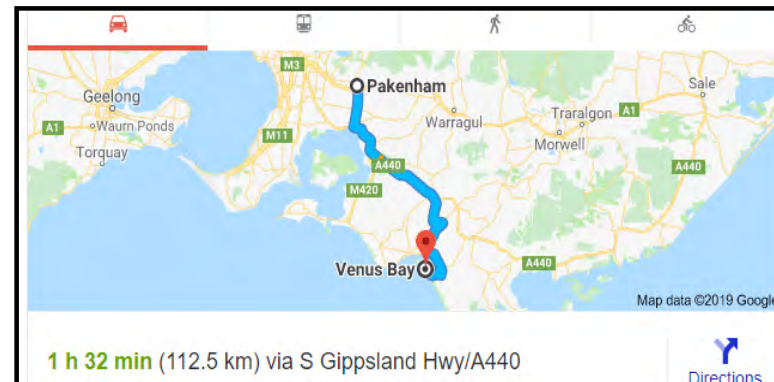 M3
Pakenham
Geelong
Sale
A1
Waurn Ponds
Warragul
Traralgon
A1
M11
Morwell
Torquay
A440
A440
M420
Venus Bay
A440
Map data ©2019 Google
1 h 32 min (112.5 km) via S Gippsland Hwy/A440
Directions